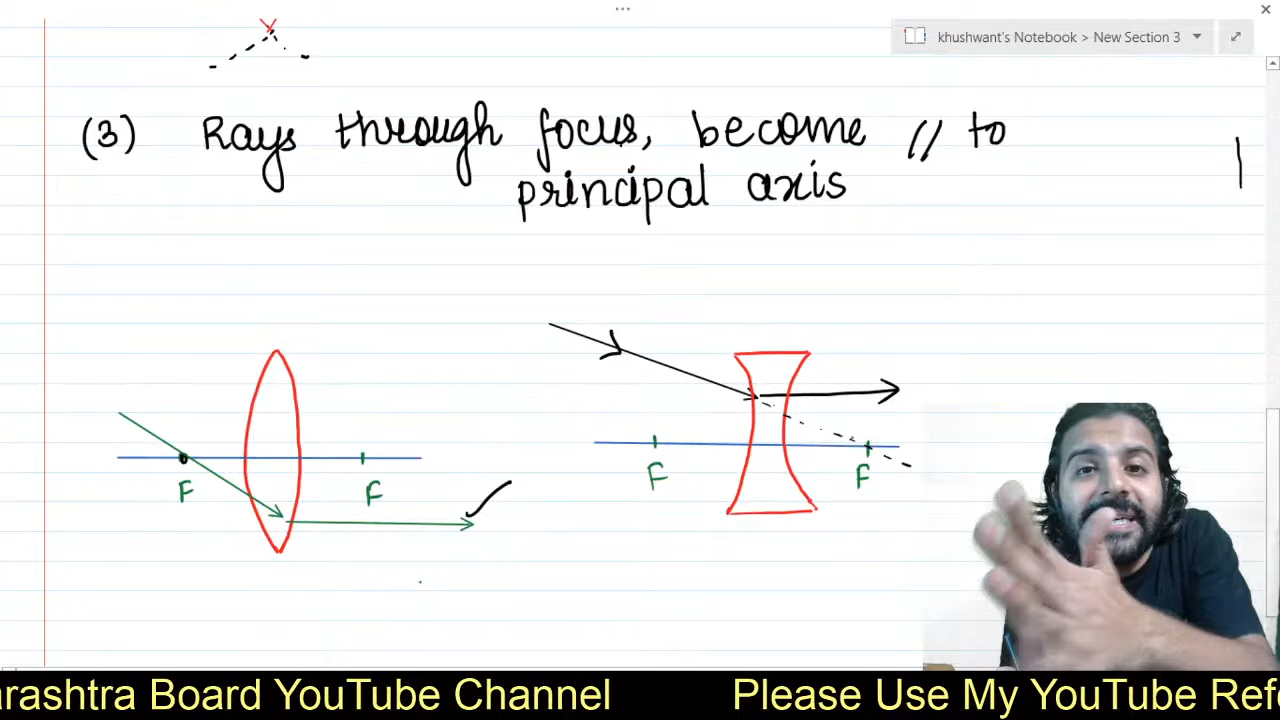 khushwant's Notebook > New Section 3
(3) Rays through focus, become // to
principal axis
F
F
F
F
arashtra Board YouTube Channel Please Use My YouTube Refe